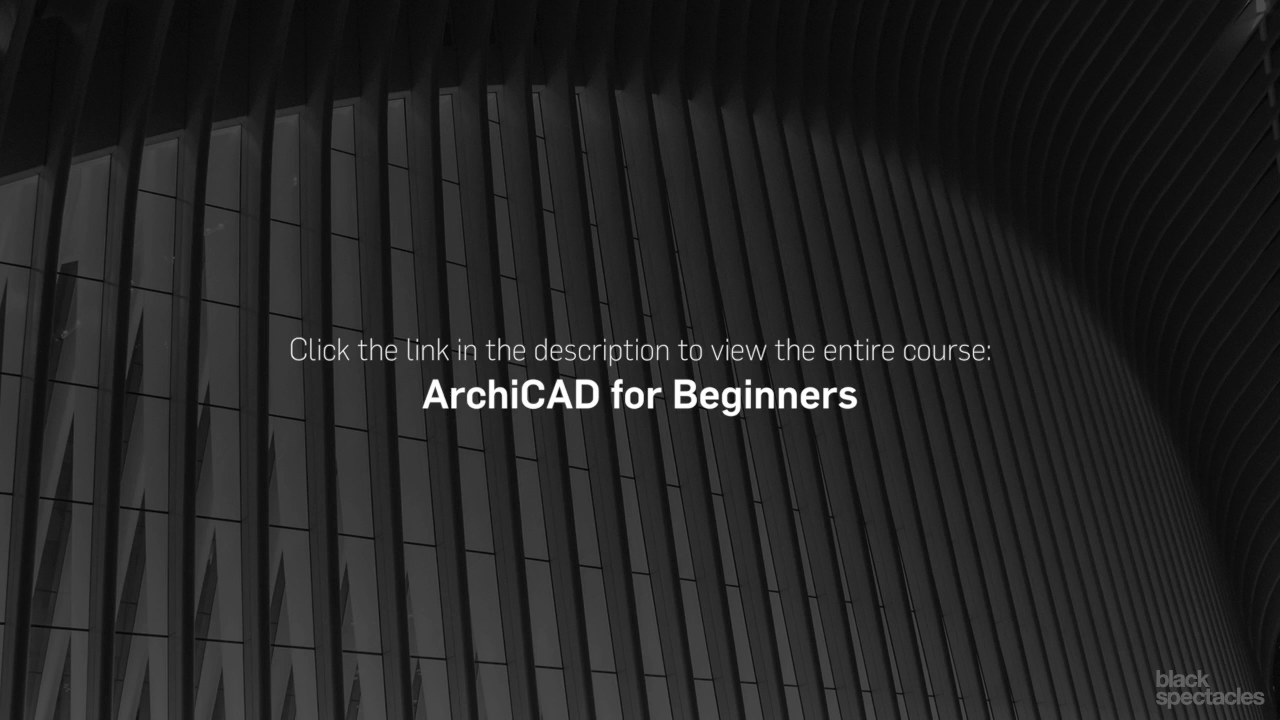 Click the link in the description to view the entire course:
ArchiCAD for Beginners
black
spectacles